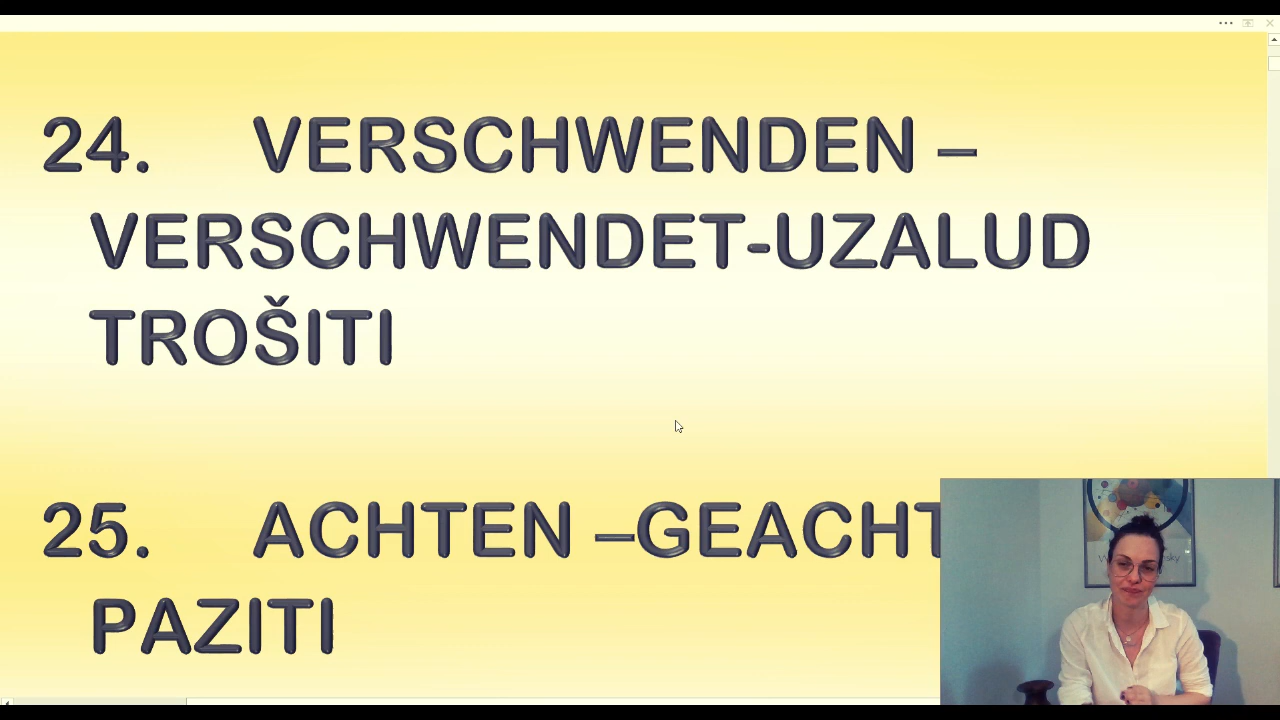 24. VERSCHWENDEN –
VERSCHWENDET-UZALUD
TROŠITI
25. ACHTEN –GEACHT
PAZITI